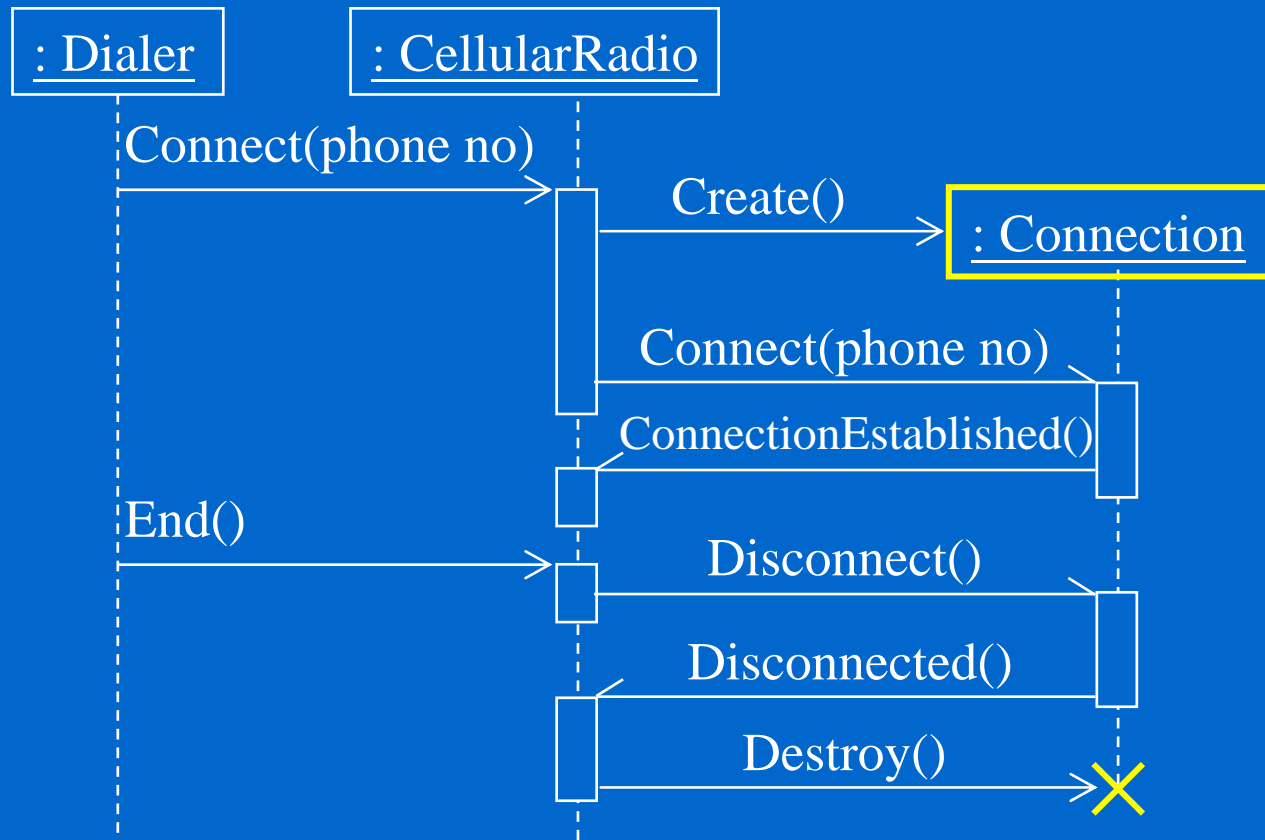 : Dialer
: CellularRadio
Connect(phone no)
Create()
: Connection
Connect(phone no)
ConnectionEstablished()
End()
Disconnect()
Disconnected()
Destroy()